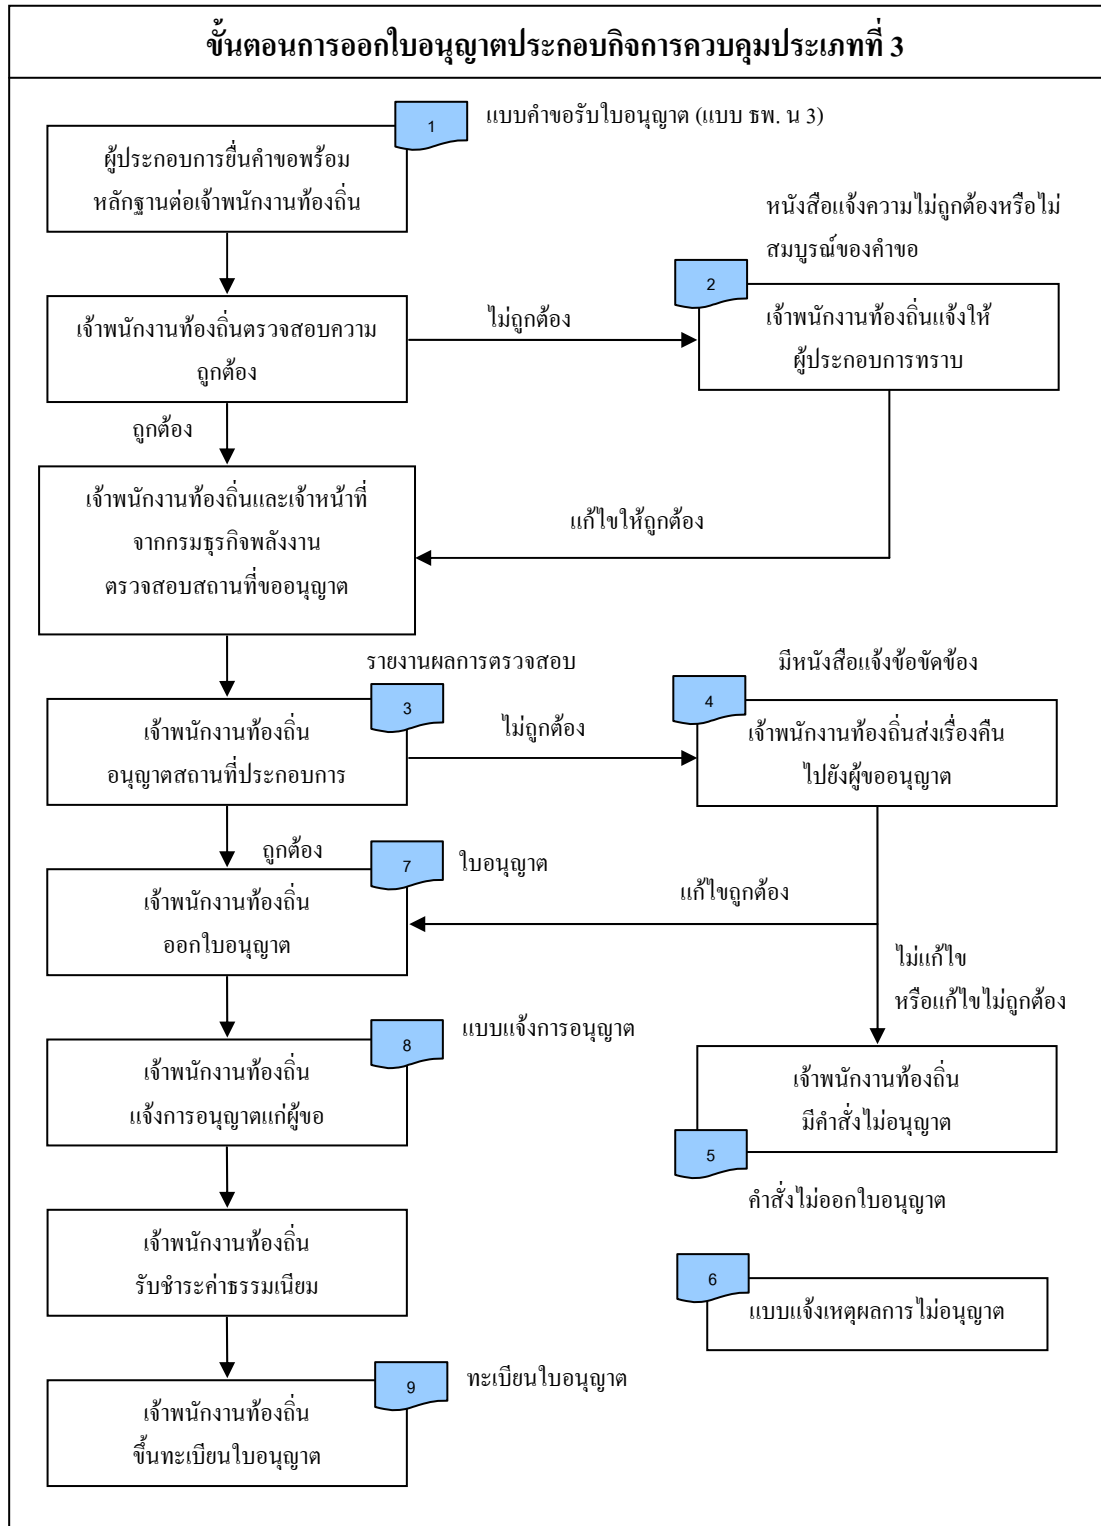 ขั้นตอนการออกใบอนุญาตประกอบกิจการควบคุมประเภทที่ 3
1
แบบคำขอรับใบอนุญาต (แบบ ธพ. น 3)
ผู้ประกอบการยื่นคำขอพร้อม
หลักฐานต่อเจ้าพนักงานท้องถิ่น
หนังสือแจ้งความไม่ถูกต้องหรือไม่
สมบูรณ์ของคำขอ
2
เจ้าพนักงานท้องถิ่นตรวจสอบความ
ถูกต้อง
ไม่ถูกต้อง
เจ้าพนักงานท้องถิ่นแจ้งให้
ผู้ประกอบการทราบ
ถูกต้อง
เจ้าพนักงานท้องถิ่นและเจ้าหน้าที่
จากกรมธุรกิจพลังงาน
ตรวจสอบสถานที่ขออนุญาต
แก้ไขให้ถูกต้อง
รายงานผลการตรวจสอบ
3
เจ้าพนักงานท้องถิ่น
อนุญาตสถานที่ประกอบการ
ไม่ถูกต้อง
มีหนังสือแจ้งข้อขัดข้อง
4
เจ้าพนักงานท้องถิ่นส่งเรื่องคืน
ไปยังผู้ขออนุญาต
ถูกต้อง
7
ใบอนุญาต
เจ้าพนักงานท้องถิ่น
ออกใบอนุญาต
แก้ไขถูกต้อง
ไม่แก้ไข
หรือแก้ไขไม่ถูกต้อง
8
แบบแจ้งการอนุญาต
เจ้าพนักงานท้องถิ่น
แจ้งการอนุญาตแก่ผู้ขอ
เจ้าพนักงานท้องถิ่น
มีคำสั่งไม่อนุญาต
5
คำสั่งไม่ออกใบอนุญาต
เจ้าพนักงานท้องถิ่น
รับชำระค่าธรรมเนียม
6
แบบแจ้งเหตุผลการไม่อนุญาต
9
ทะเบียนใบอนุญาต
เจ้าพนักงานท้องถิ่น
ขึ้นทะเบียนใบอนุญาต